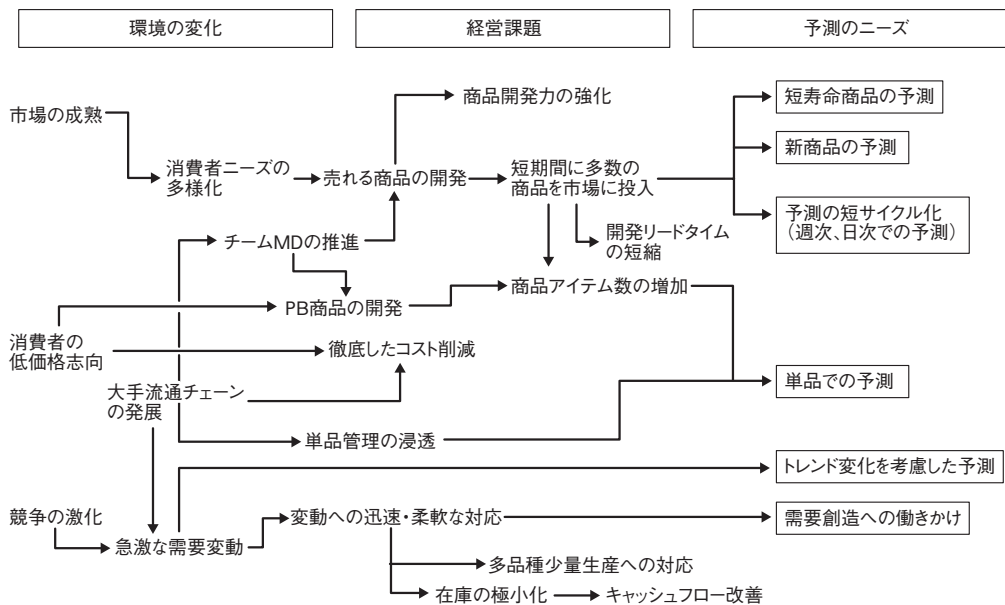 環境の変化
経営課題
予測のニーズ
市場の成熟
消費者ニーズの
多様化
商品開発力の強化
売れる商品の開発
短期間に多数の
商品を市場に投入
短寿命商品の予測
新商品の予測
予測の短サイクル化
（週次、日次での予測）
チームMDの推進
開発リードタイム
の短縮
PB商品の開発
商品アイテム数の増加
消費者の
低価格志向
徹底したコスト削減
大手流通チェーン
の発展
単品での予測
単品管理の浸透
トレンド変化を考慮した予測
競争の激化
急激な需要変動
変動への迅速・柔軟な対応
需要創造への働きかけ
多品種少量生産への対応
在庫の極小化
キャッシュフロー改善